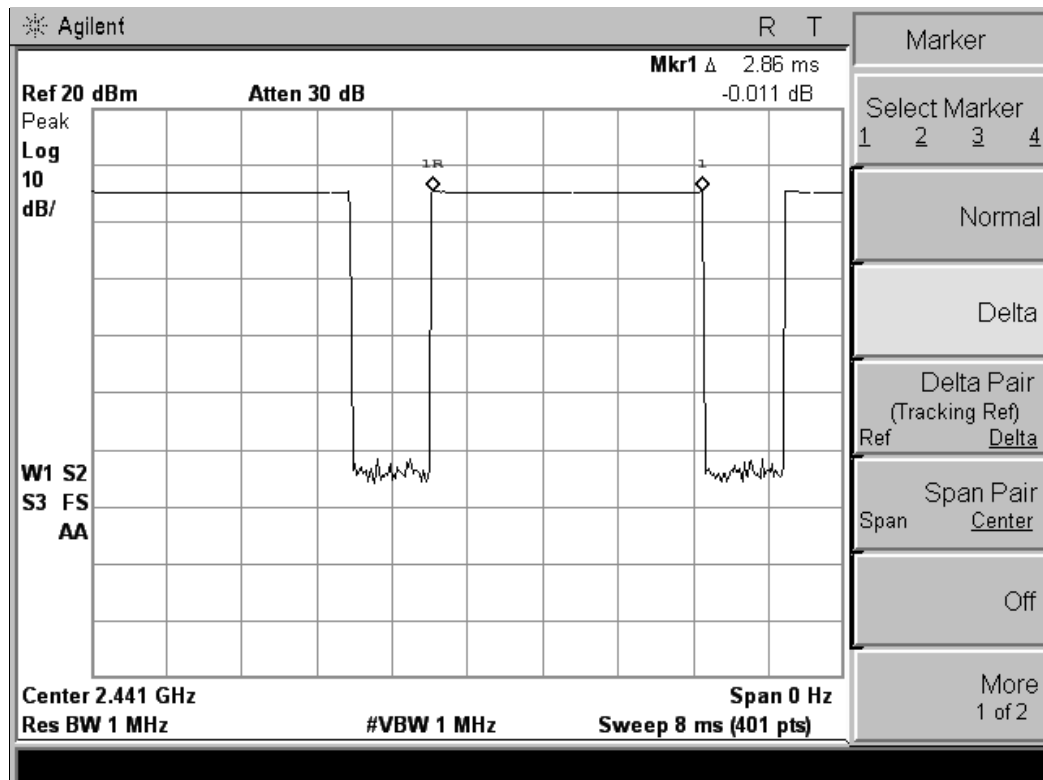 Agilent R T
Mkr1 Δ 2.86 ms
Ref 20 dBm Atten 30 dB -0.011 dB
Peak
Log
10
dB/
1R
1
W1 S2
S3 FS
AA
Center 2.441 GHz Span 0 Hz
Res BW 1 MHz #VBW 1 MHz Sweep 8 ms (401 pts)
Marker
Select Marker
1 2 3 4
Normal
Delta
Delta Pair
(Tracking Ref)
Ref Delta
Span Pair
Span Center
Off
More
1 of 2